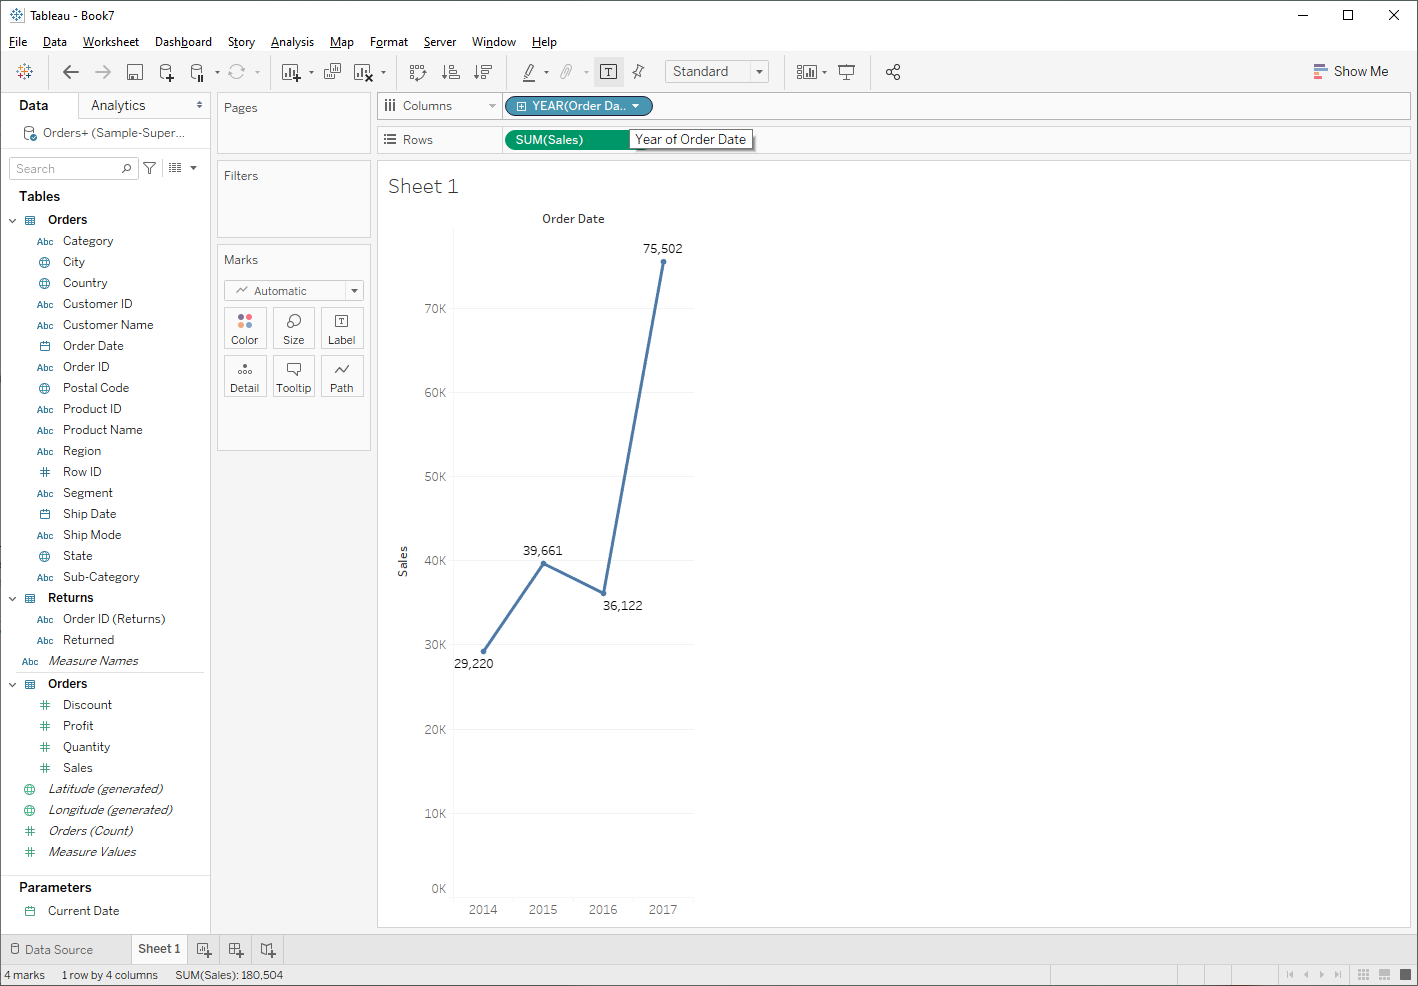 Tableau - Book7
File Data Worksheet Dashboard Story Analysis Map Format Server Window Help
Standard
Show Me
Data Analytics
Orders+ (Sample-Super...
Search
Tables
Orders
Abc Category
City
Country
Abc Customer ID
Abc Customer Name
Order Date
Abc Order ID
Postal Code
Abc Product ID
Abc Product Name
Abc Region
Row ID
Abc Segment
Ship Date
Abc Ship Mode
State
Abc Sub-Category
Returns
Abc Order ID (Returns)
Abc Returned
Abc Measure Names
Orders
Discount
Profit
Quantity
Sales
Latitude (generated)
Longitude (generated)
Orders (Count)
Measure Values
Parameters
Current Date
Pages
Filters
Marks
Automatic
Color Size Label
Detail Tooltip Path
Columns YEAR(Order Da..
Rows SUM(Sales) Year of Order Date
Sheet 1
Order Date
75,502
70K
60K
50K
40K
39,661
36,122
30K
29,220
20K
10K
0K
Sales
2014 2015 2016 2017
Data Source Sheet 1
4 marks 1 row by 4 columns SUM(Sales): 180,504